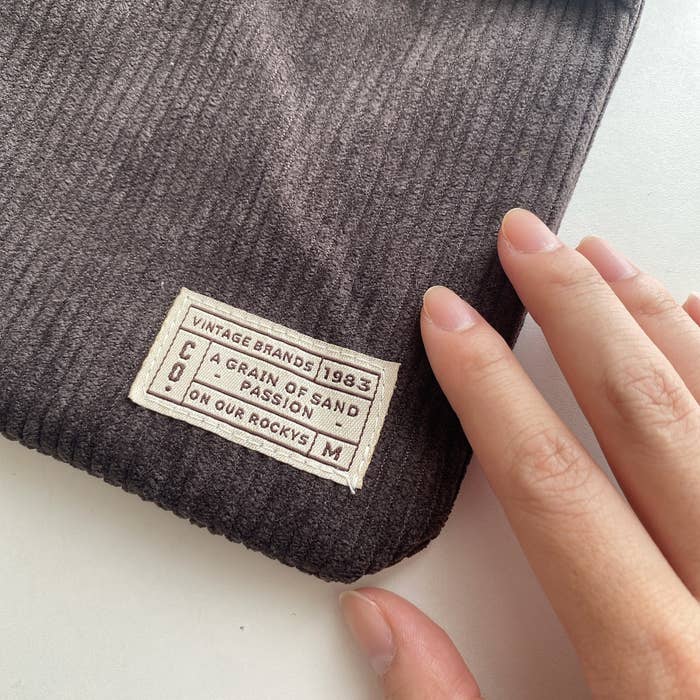 VINTAGE BRANDS 1983
CO.
A GRAIN OF SAND
- PASSION -
ON OUR ROCKYS M